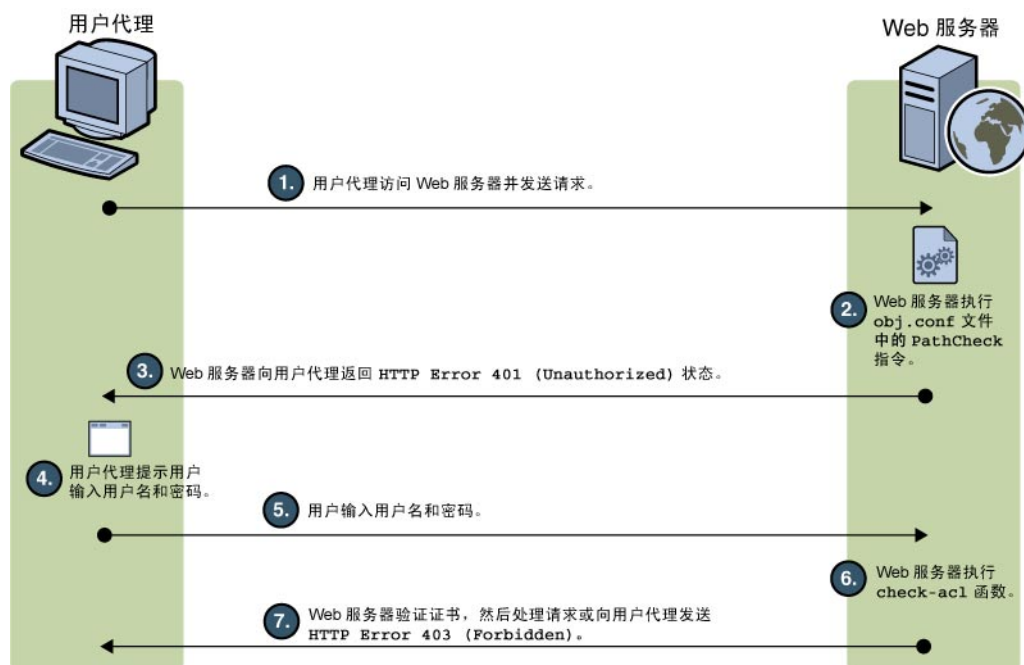 用户代理
Web 服务器
1. 用户代理访问 Web 服务器并发送请求。
2. Web 服务器执行
obj.conf 文件
中的 PathCheck
指令。
3. Web 服务器向用户代理返回 HTTP Error 401 (Unauthorized) 状态。
4. 用户代理提示用户
输入用户名和密码。
5. 用户输入用户名和密码。
6. Web 服务器执行
check-acl 函数。
7. Web 服务器验证证书，然后处理请求或向用户代理发送
HTTP Error 403 (Forbidden)。